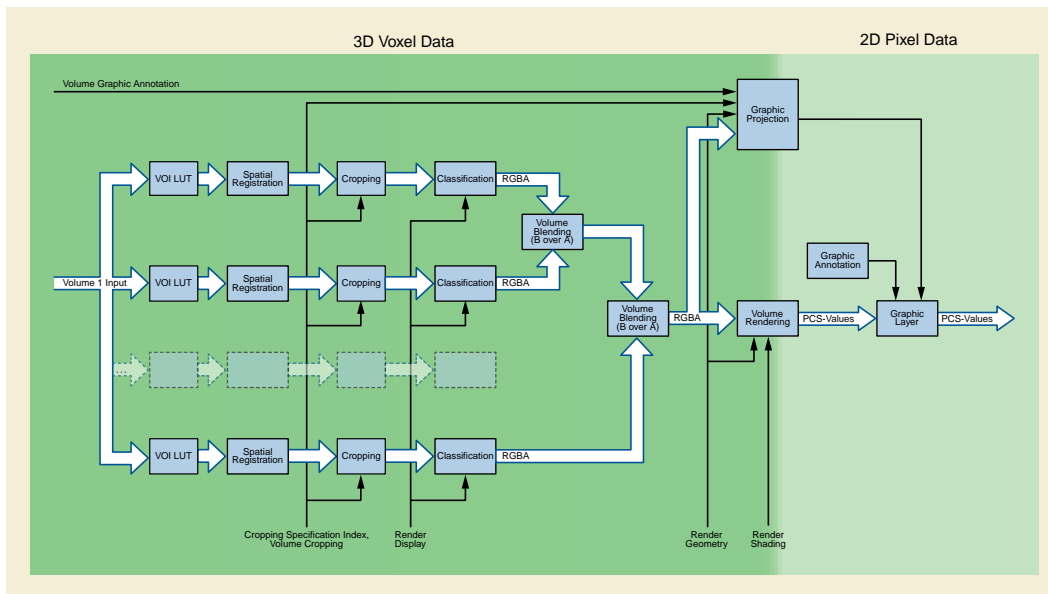 3D Voxel Data
2D Pixel Data
Volume Graphic Annotation
Graphic
Projection
VOI LUT
Spatial
Registration
Cropping
Classification
RGBA
Volume
Blending
(B over A)
Graphic
Annotation
Volume 1 Input
VOI LUT
Spatial
Registration
Cropping
Classification
RGBA
Volume
Blending
(B over A)
RGBA
Volume
Rendering
PCS-Values
Graphic
Layer
PCS-Values
...
VOI LUT
Spatial
Registration
Cropping
Classification
RGBA
Cropping Specification Index,
Volume Cropping
Render
Display
Render
Geometry
Render
Shading